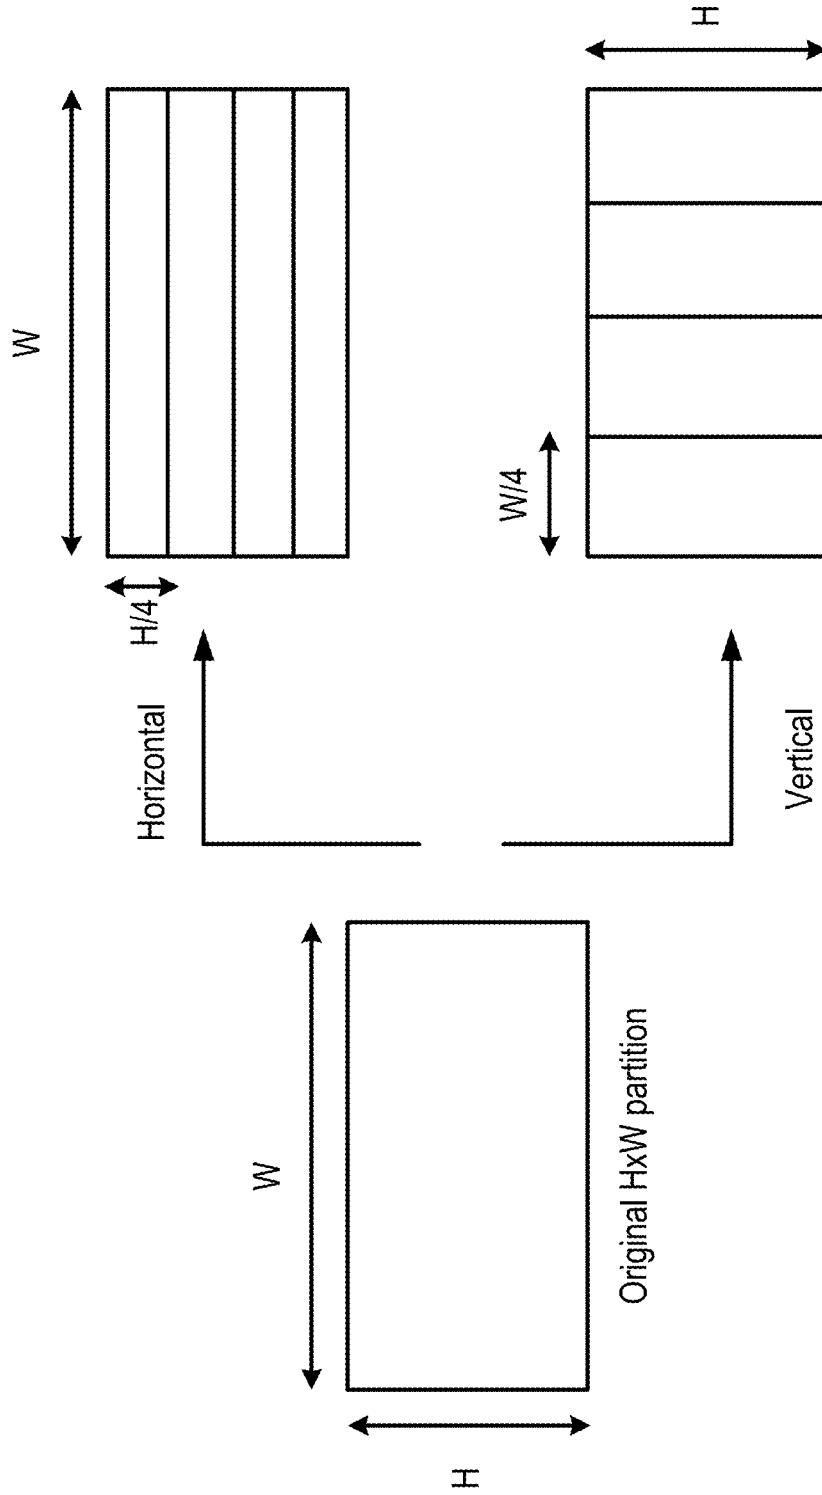 H
W
Original HxW partition
Horizontal
Vertical
H/4
W
W/4
H